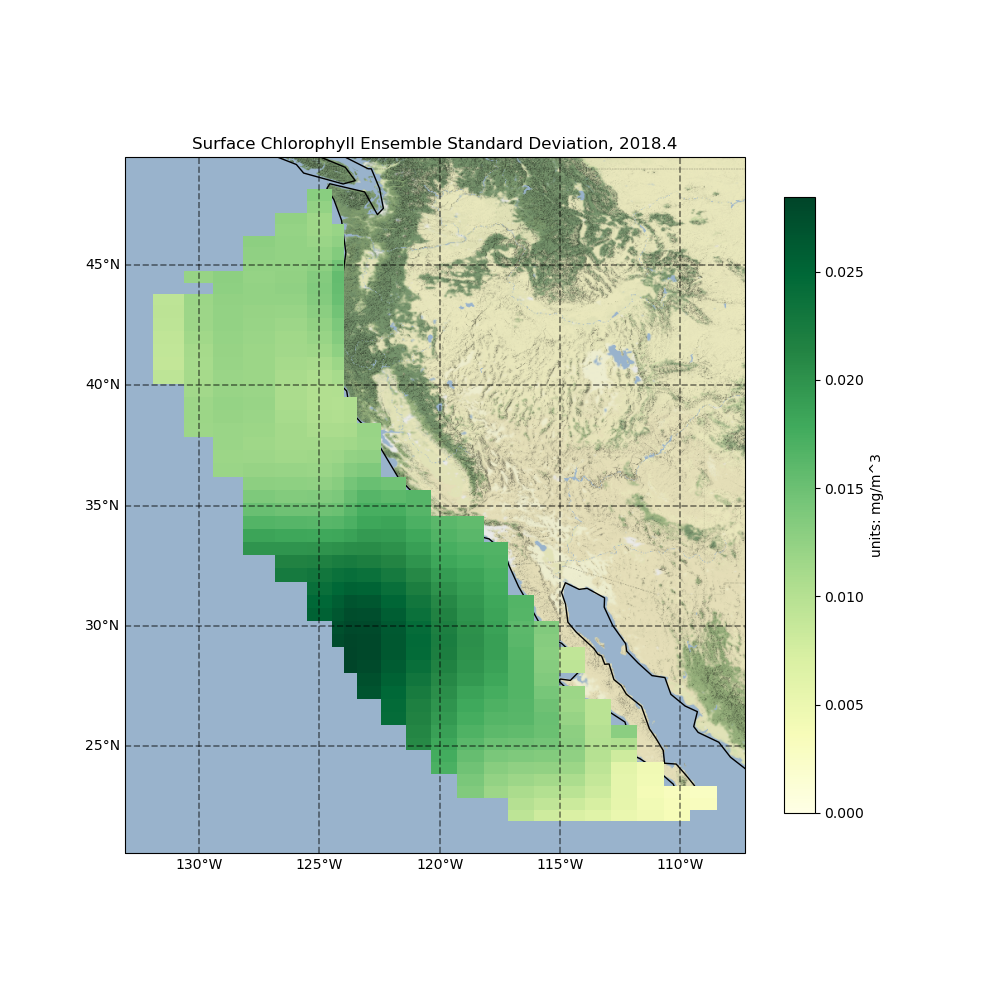 Surface Chlorophyll Ensemble Standard Deviation, 2018.4
45°N
40°N
35°N
30°N
25°N
130°W
125°W
120°W
115°W
110°W
0.025
0.020
0.015
0.010
0.005
0.000
units: mg/m^3